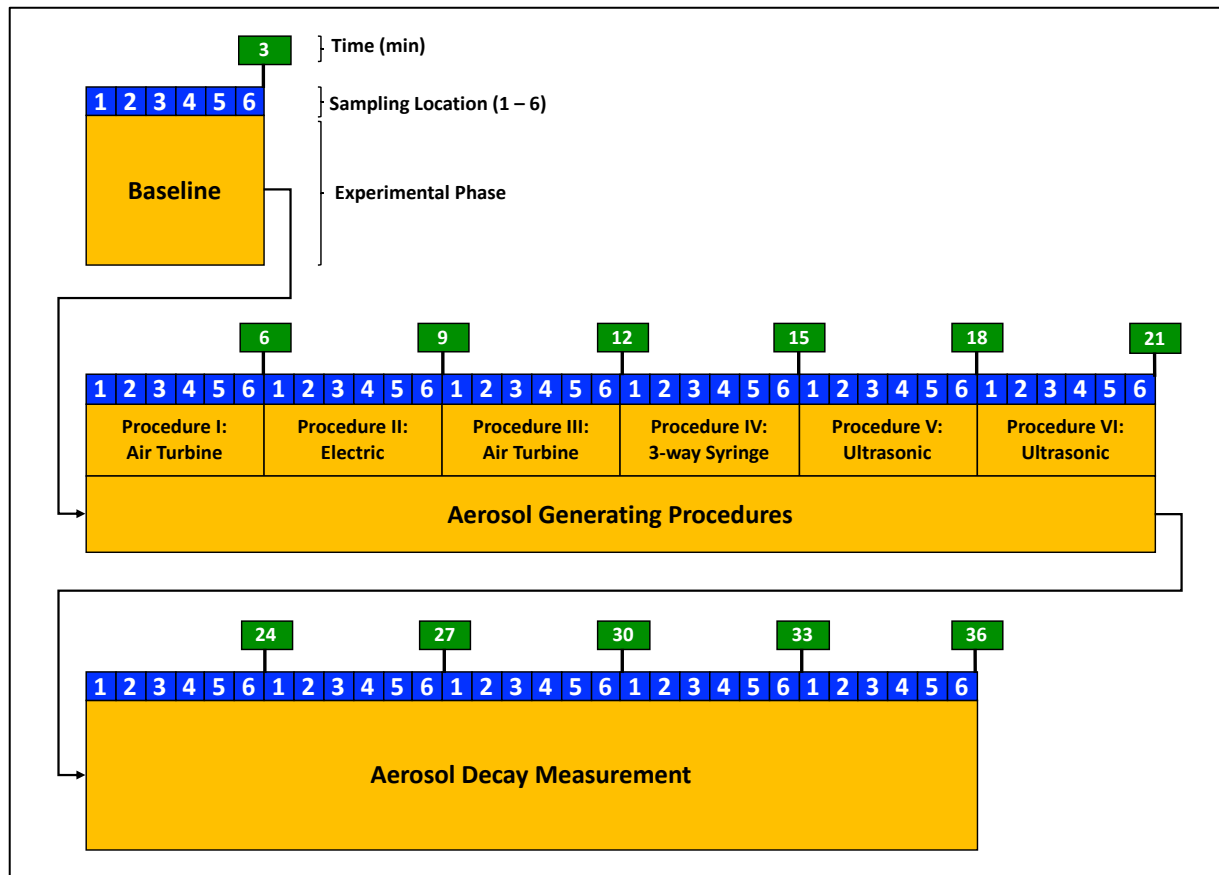 3
Time (min)
1 2 3 4 5 6
Sampling Location (1 – 6)
Baseline
Experimental Phase
6 9 12 15 18 21
1 2 3 4 5 6 1 2 3 4 5 6 1 2 3 4 5 6 1 2 3 4 5 6 1 2 3 4 5 6 1 2 3 4 5 6
Procedure I:
Air Turbine
Procedure II:
Electric
Procedure III:
Air Turbine
Procedure IV:
3-way Syringe
Procedure V:
Ultrasonic
Procedure VI:
Ultrasonic
Aerosol Generating Procedures
24 27 30 33 36
1 2 3 4 5 6 1 2 3 4 5 6 1 2 3 4 5 6 1 2 3 4 5 6 1 2 3 4 5 6
Aerosol Decay Measurement